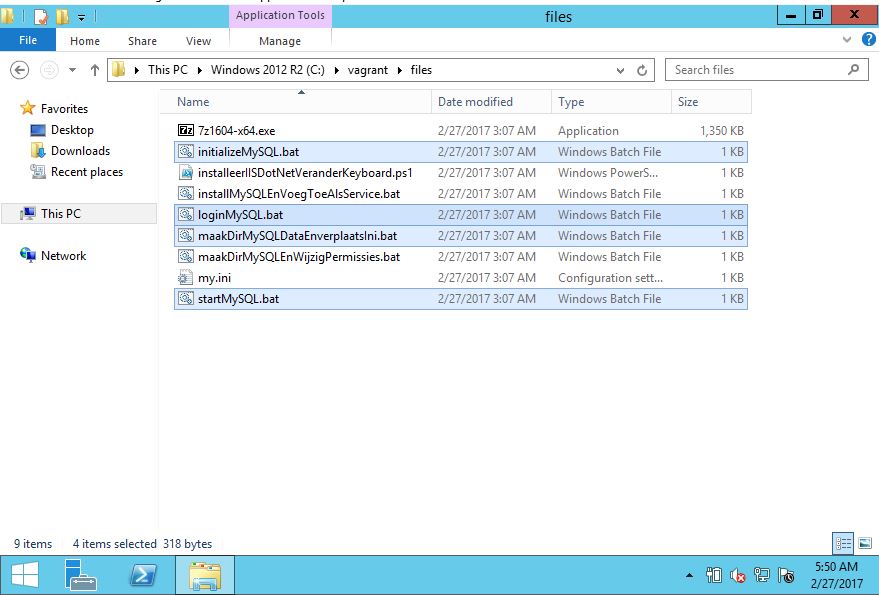 Application Tools
files
File
Home
Share
View
Manage
This PC
Windows 2012 R2 (C:)
vagrant
files
Search files
Favorites
Desktop
Downloads
Recent places
This PC
Network
Name
Date modified
Type
Size
7z 7z1604-x64.exe 2/27/2017 3:07 AM Application 1,350 KB
initializeMySQL.bat 2/27/2017 3:07 AM Windows Batch File 1 KB
installeerIISDotNetVeranderKeyboard.ps1 2/27/2017 3:07 AM Windows PowerS... 1 KB
installMySQLEnVoegToeAlsService.bat 2/27/2017 3:07 AM Windows Batch File 1 KB
loginMySQL.bat 2/27/2017 3:07 AM Windows Batch File 1 KB
maakDirMySQLDataEnverplaatsIni.bat 2/27/2017 3:07 AM Windows Batch File 1 KB
maakDirMySQLEnWijzigPermissies.bat 2/27/2017 3:07 AM Windows Batch File 1 KB
my.ini 2/27/2017 3:07 AM Configuration sett... 1 KB
startMySQL.bat 2/27/2017 3:07 AM Windows Batch File 1 KB
9 items 4 items selected 318 bytes
5:50 AM
2/27/2017